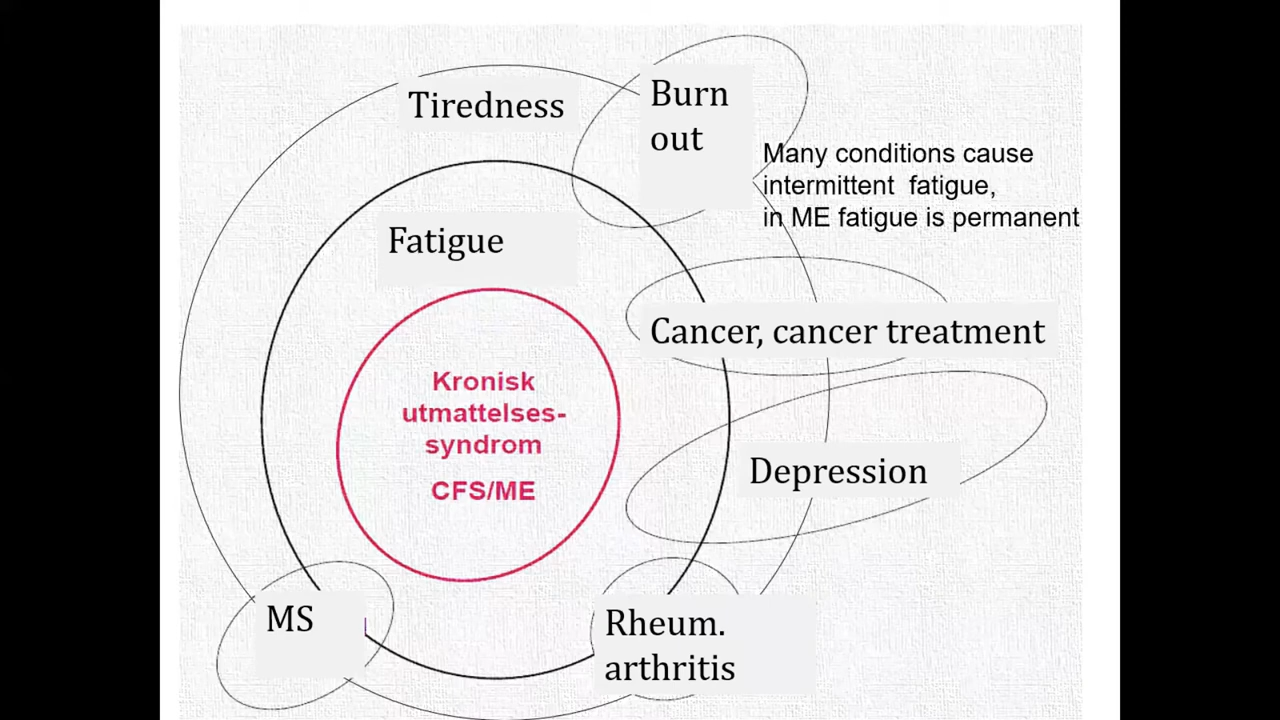 Tiredness
Burn
out
Many conditions cause
intermittent fatigue,
in ME fatigue is permanent
Fatigue
Cancer, cancer treatment
Kronisk
utmattelses-
syndrom
CFS/ME
Depression
MS
Rheum.
arthritis